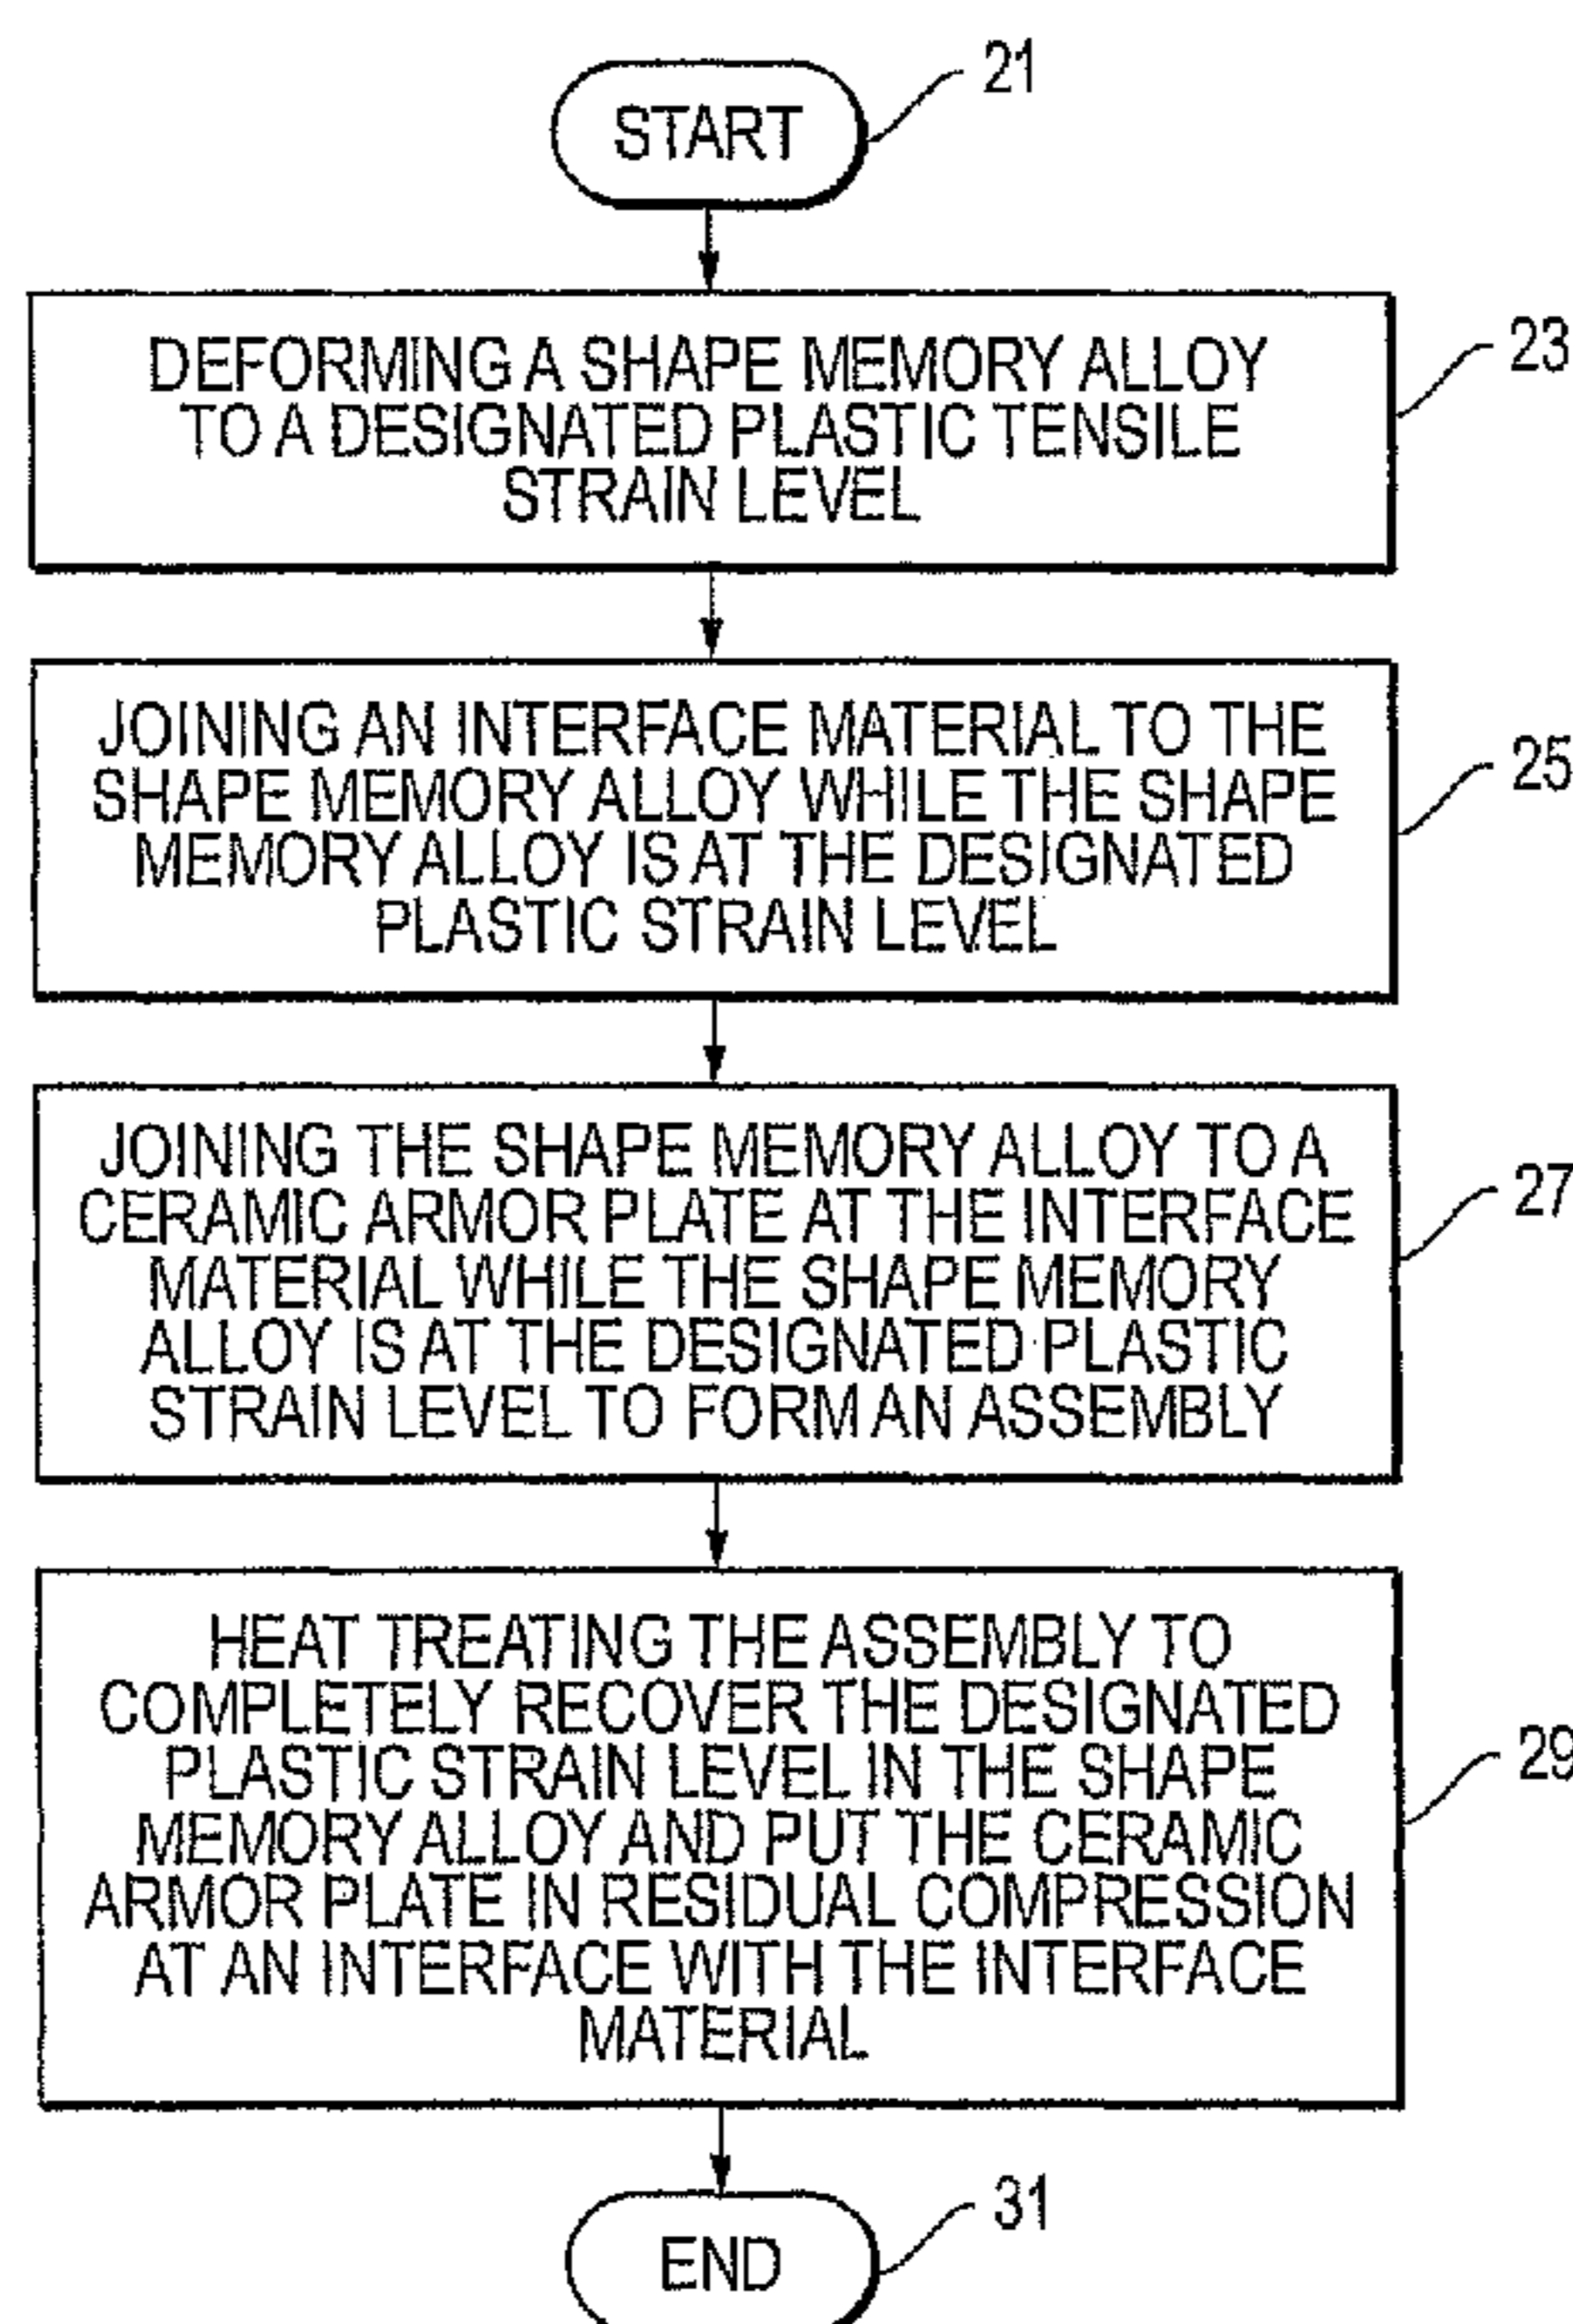 START
21
DEFORMING A SHAPE MEMORY ALLOY
TO A DESIGNATED PLASTIC TENSILE
STRAIN LEVEL
23
JOINING AN INTERFACE MATERIAL TO THE
SHAPE MEMORY ALLOY WHILE THE SHAPE
MEMORY ALLOY IS AT THE DESIGNATED
PLASTIC STRAIN LEVEL
25
JOINING THE SHAPE MEMORY ALLOY TO A
CERAMIC ARMOR PLATE AT THE INTERFACE
MATERIAL WHILE THE SHAPE MEMORY
ALLOY IS AT THE DESIGNATED PLASTIC
STRAIN LEVEL TO FORM AN ASSEMBLY
27
HEAT TREATING THE ASSEMBLY TO
COMPLETELY RECOVER THE DESIGNATED
PLASTIC STRAIN LEVEL IN THE SHAPE
MEMORY ALLOY AND PUT THE CERAMIC
ARMOR PLATE IN RESIDUAL COMPRESSION
AT AN INTERFACE WITH THE INTERFACE
MATERIAL
29
END
31